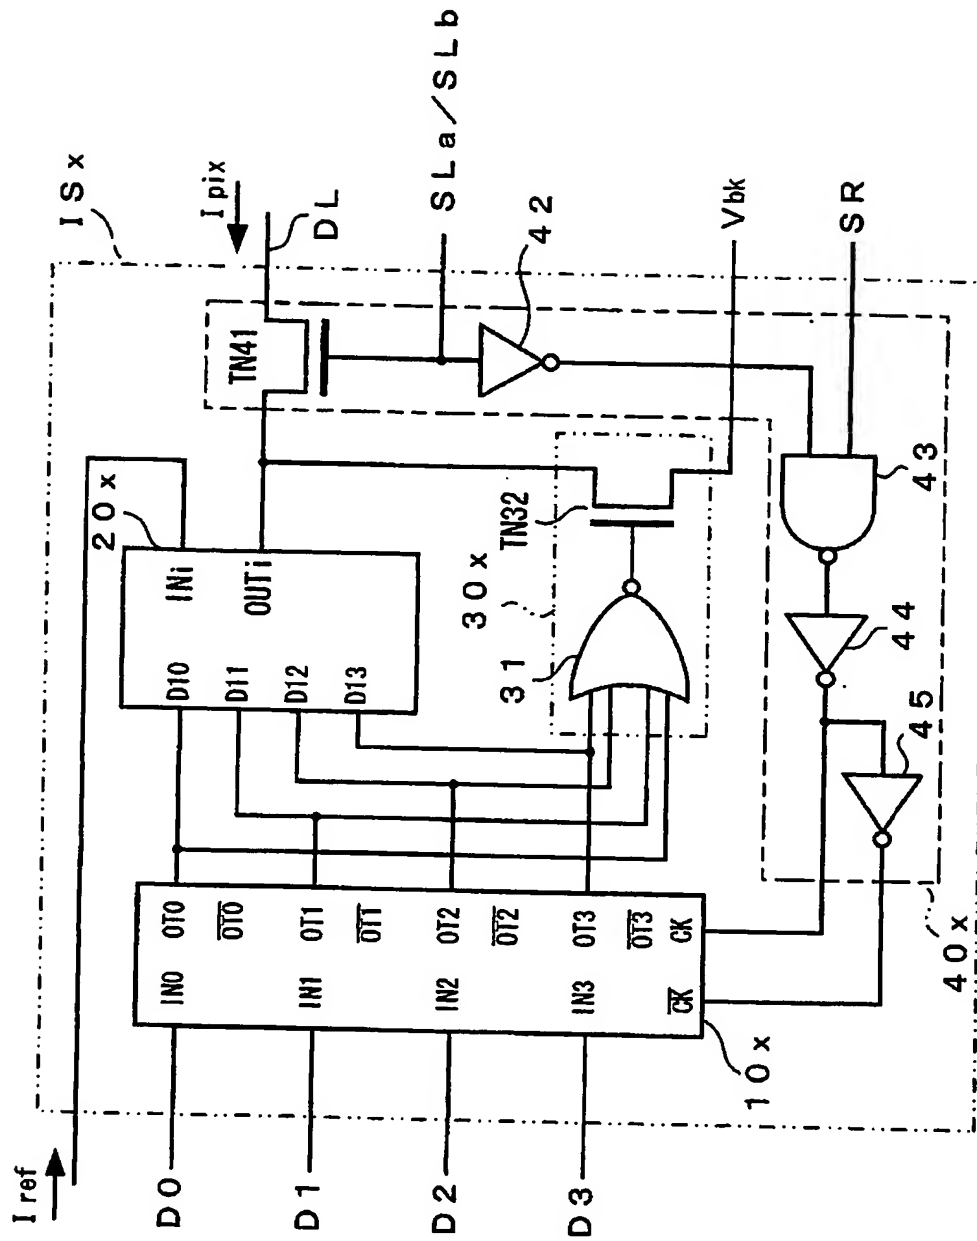 ISx
Iref
Ipix
DL
SLa/SLb
Vbk
SR
20x
INi
OUTi
D10
D11
D12
D13
TN41
42
30x
TN32
31
43
44
45
40x
D0
D1
D2
D3
IN0 OT0
OT0
IN1 OT1
OT1
IN2 OT2
OT2
IN3 OT3
OT3
CK CK
10x